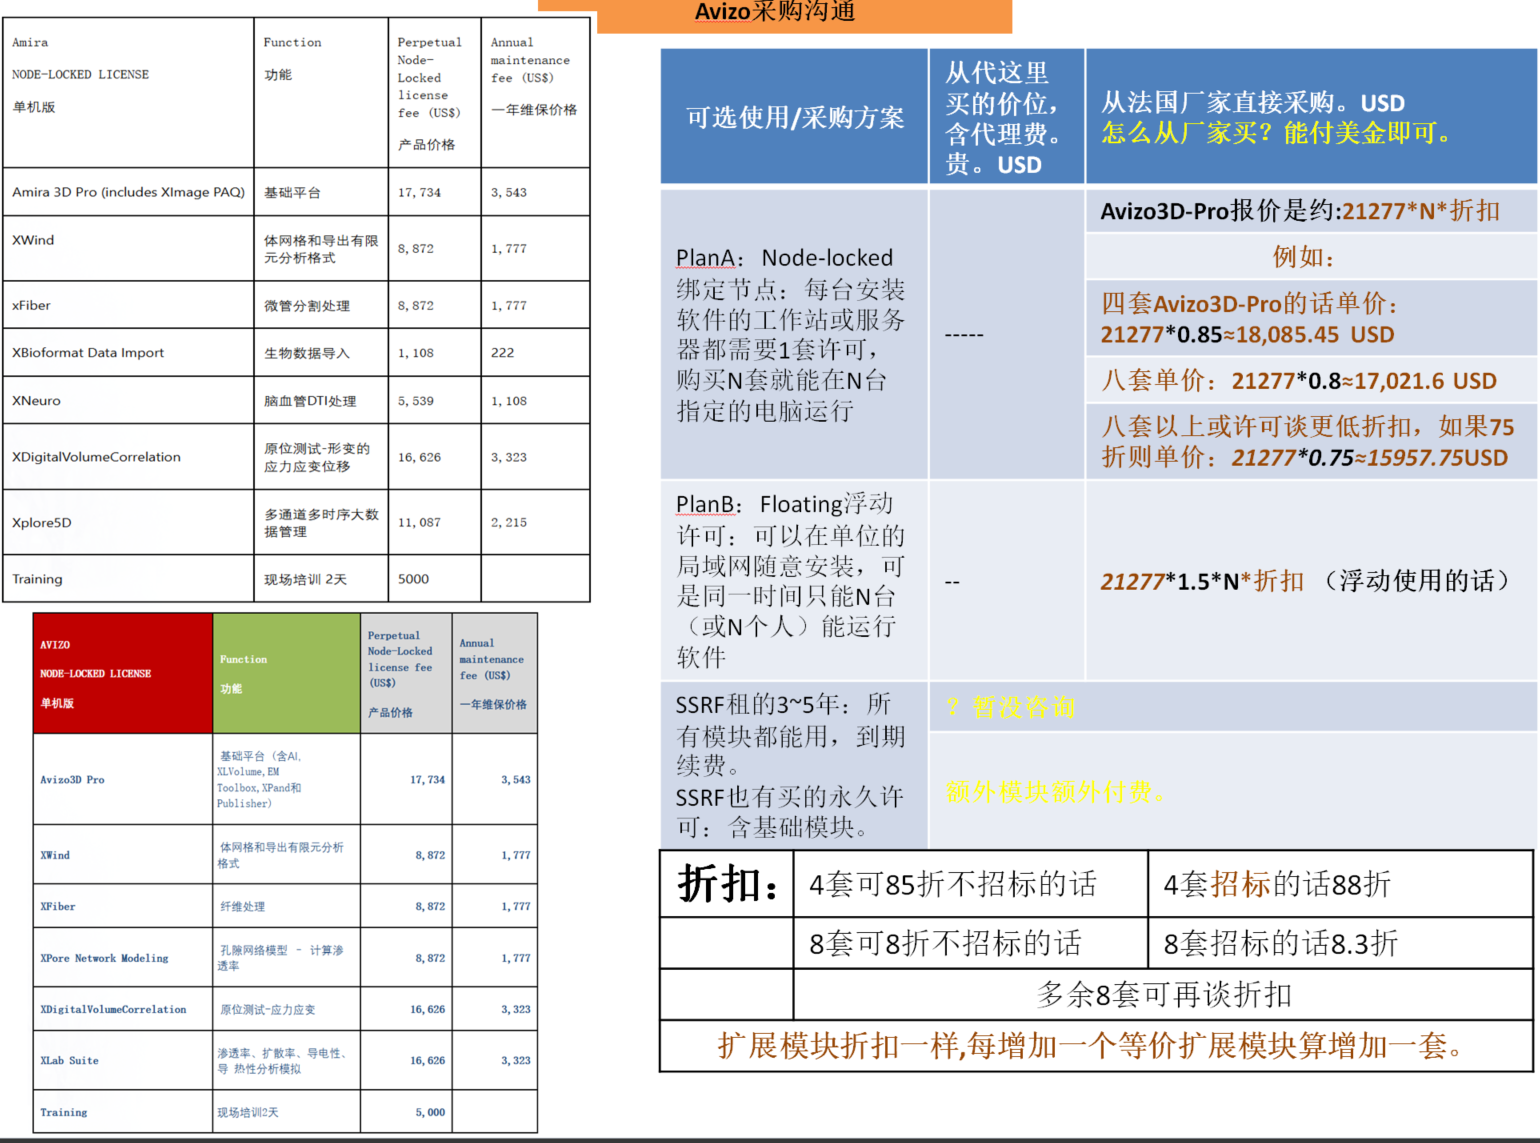 Avizo采购沟通
Amira
NODE-LOCKED LICENSE
单机版
Function
功能
Perpetual
Node-
Locked
license
fee (US$)
产品价格
Annual
maintenance
fee (US$)
一年维保价格
Amira 3D Pro (includes XImage PAQ)
基础平台
17,734
3,543
XWind
体网格和导出有限
元分析格式
8,872
1,777
xFiber
微管分割处理
8,872
1,777
XBioformat Data Import
生物数据导入
1,108
222
XNeuro
脑血管DTI处理
5,539
1,108
XDigitalVolumeCorrelation
原位测试-形变的
应力应变位移
16,626
3,323
Xplore5D
多通道多时序大数
据管理
11,087
2,215
Training
现场培训 2天
5000
AVIZO
NODE-LOCKED LICENSE
单机版
Function
功能
Perpetual
Node-Locked
license fee
(US$)
产品价格
Annual
maintenance
fee (US$)
一年维保价格
Avizo3D Pro
基础平台（含AI,
XLVolume,EM
Toolbox,XPand和
Publisher）
17,734
3,543
XWind
体网格和导出有限元分析
格式
8,872
1,777
XFiber
纤维处理
8,872
1,777
XPore Network Modeling
孔隙网络模型 - 计算渗
透率
8,872
1,777
XDigitalVolumeCorrelation
原位测试-应力应变
16,626
3,323
XLab Suite
渗透率、扩散率、导电性、
导 热性分析模拟
16,626
3,323
Training
现场培训2天
5,000
可选使用/采购方案
从代这里
买的价位，
含代理费。
贵。USD
从法国厂家直接采购。USD
怎么从厂家买？能付美金即可。
PlanA：Node-locked
绑定节点：每台安装
软件的工作站或服务
器都需要1套许可，
购买N套就能在N台
指定的电脑运行
-----
Avizo3D-Pro报价是约:21277*N*折扣
例如：
四套Avizo3D-Pro的话单价：
21277*0.85≈18,085.45 USD
八套单价：21277*0.8≈17,021.6 USD
八套以上或许可谈更低折扣，如果75
折则单价：21277*0.75≈15957.75USD
PlanB：Floating浮动
许可：可以在单位的
局域网随意安装，可
是同一时间只能N台
（或N个人）能运行
软件
--
21277*1.5*N*折扣 （浮动使用的话）
SSRF租的3~5年：所
有模块都能用，到期
续费。
SSRF也有买的永久许
可：含基础模块。
？暂没咨询
额外模块额外付费。
折扣：
4套可85折不招标的话
4套招标的话88折
8套可8折不招标的话
8套招标的话8.3折
多余8套可再谈折扣
扩展模块折扣一样,每增加一个等价扩展模块算增加一套。